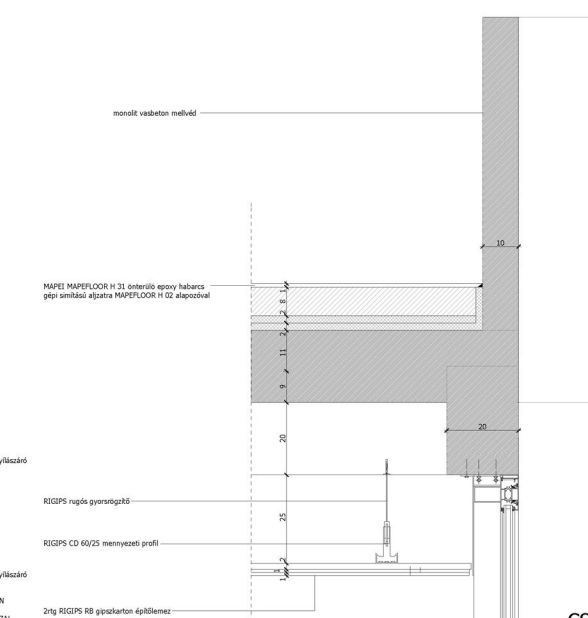 monolit vasbeton mellvéd
10
MAPEI MAPEFLOOR H 31 önterülő epoxy habarcs
gépi simítású aljzatra MAPEFLOOR H 02 alapozóval
1
8
2
2
11
9
20
20
yílászáró
RIGIPS rugós gyorsrögzítő
25
RIGIPS CD 60/25 mennyezeti profil
2
1
1
yílászáró
N
2rtg RIGIPS RB gipszkarton építőlemez